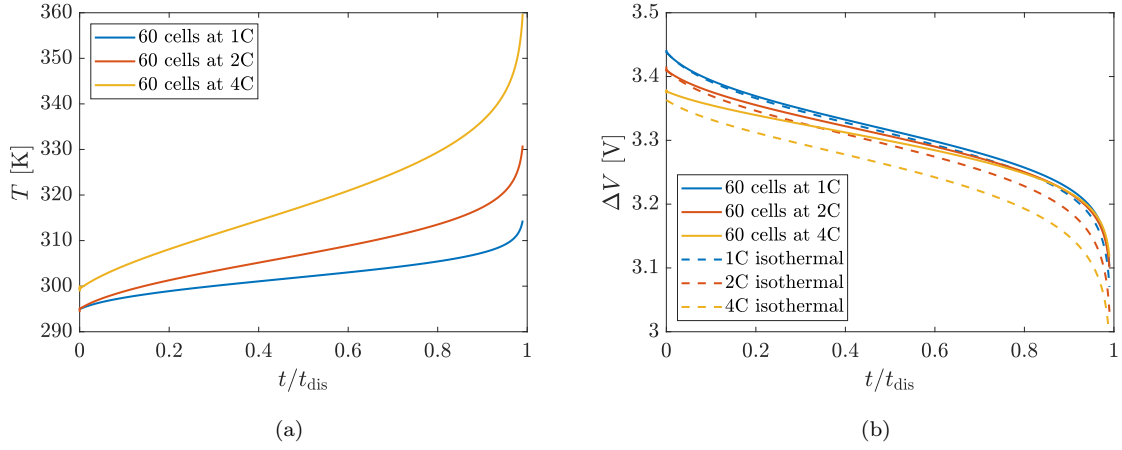 360
350
340
330
320
310
300
290
T [K]
60 cells at 1C
60 cells at 2C
60 cells at 4C
0
0.2
0.4
0.6
0.8
1
t/t_dis
(a)
3.5
3.4
3.3
3.2
3.1
3
ΔV [V]
60 cells at 1C
60 cells at 2C
60 cells at 4C
1C isothermal
2C isothermal
4C isothermal
0
0.2
0.4
0.6
0.8
1
t/t_dis
(b)